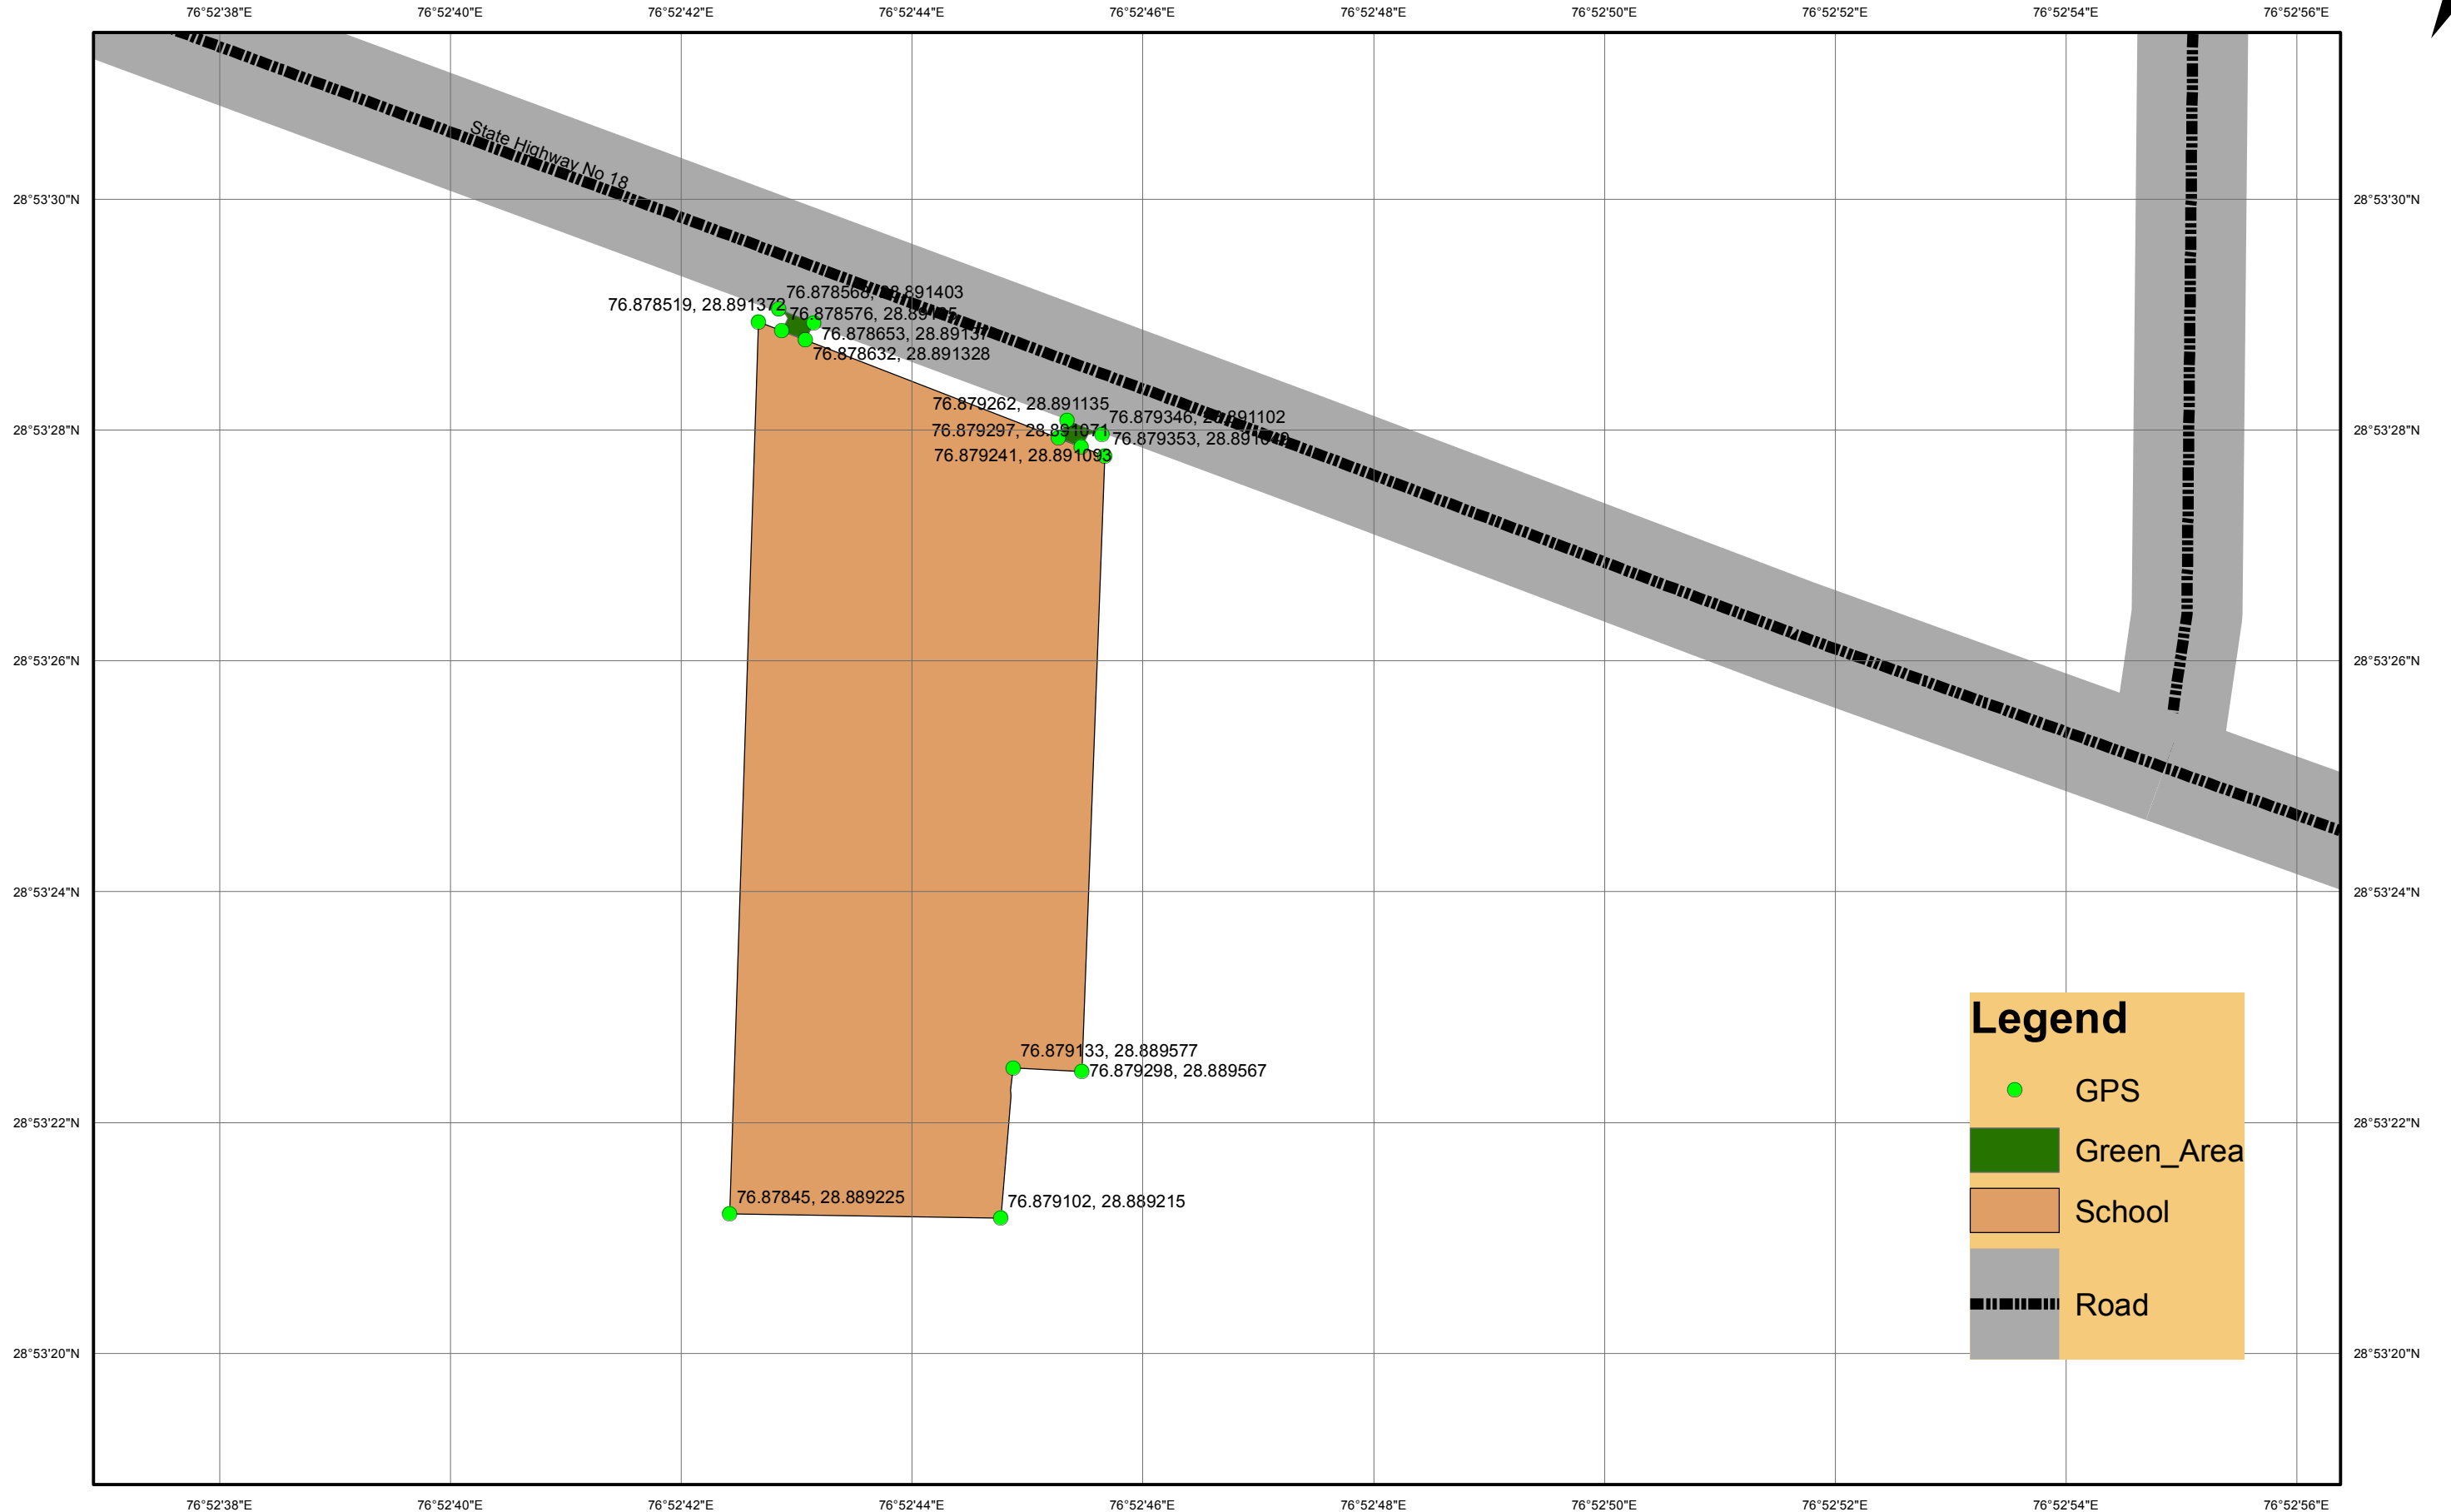 76°52'38"E 76°52'40"E 76°52'42"E 76°52'44"E 76°52'46"E 76°52'48"E 76°52'50"E 76°52'52"E 76°52'54"E 76°52'56"E
State Highway No 18
28°53'30"N 28°53'30"N
76.878568, 28.891403
76.878519, 28.891372
76.878576,
76.878653, 28.89137
76.878632, 28.891328
76.879262, 28.891135
76.879346, 28.891102
28°53'28"N 28°53'28"N
76.879297, 28.891071
76.879353,
76.879241, 28.891093
28°53'26"N 28°53'26"N
28°53'24"N 28°53'24"N
76.879133, 28.889577
76.879298, 28.889567
28°53'22"N 28°53'22"N
76.87845, 28.889225
76.879102, 28.889215
Legend
GPS
Green_Area
School
Road
28°53'20"N 28°53'20"N
76°52'38"E 76°52'40"E 76°52'42"E 76°52'44"E 76°52'46"E 76°52'48"E 76°52'50"E 76°52'52"E 76°52'54"E 76°52'56"E